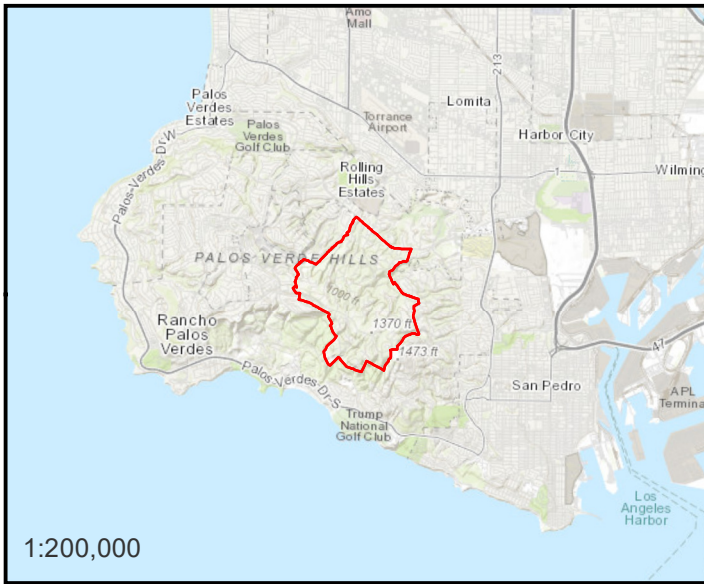 Amo
Mall
213
Palos
Verdes
Estates
Lomita
Torrance
Airport
Palos
Verdes
Golf Club
Harbor City
Palos-Verdes Dr-W
Rolling
Hills
Estates
1
Wilming
PALOS VERDE HILLS
1000 ft
1370 ft
Rancho
Palos
Verdes
1473 ft
47
Palos-Verdes Dr-S
San Pedro
APL
Termina
Trump
National
Golf Club
Los
Angeles
Harbor
1:200,000